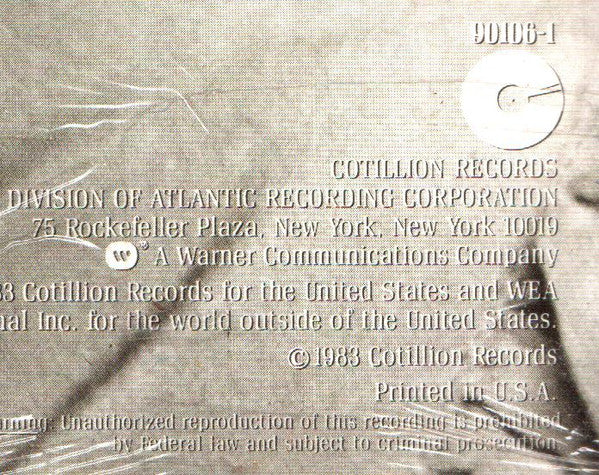 90106-1
COTILLION RECORDS
DIVISION OF ATLANTIC RECORDING CORPORATION
75 Rockefeller Plaza, New York, New York 10019
® A Warner Communications Company
83 Cotillion Records for the United States and WEA
nal Inc. for the world outside of the United States.
© 1983 Cotillion Records
Printed in U.S.A.
rning: Unauthorized reproduction of this recording is prohibited
by Federal law and subject to criminal prosecution